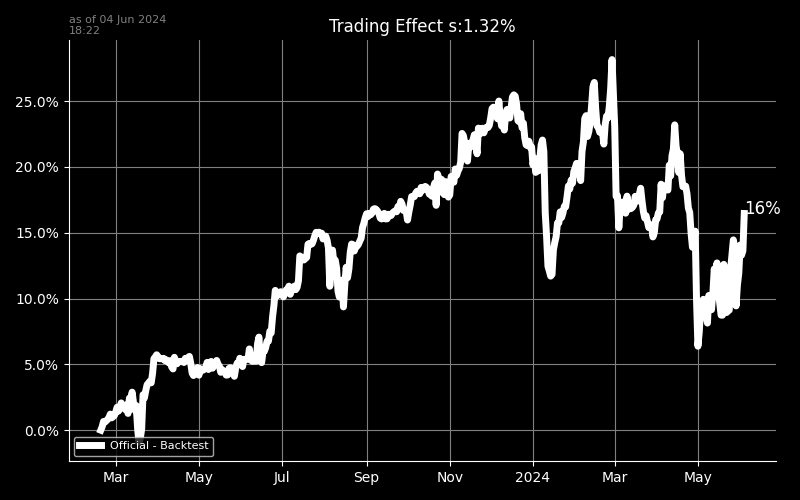 as of 04 Jun 2024
18:22
Trading Effect s:1.32%
25.0%
20.0%
15.0%
10.0%
5.0%
0.0%
16%
Official - Backtest
Mar May Jul Sep Nov 2024 Mar May